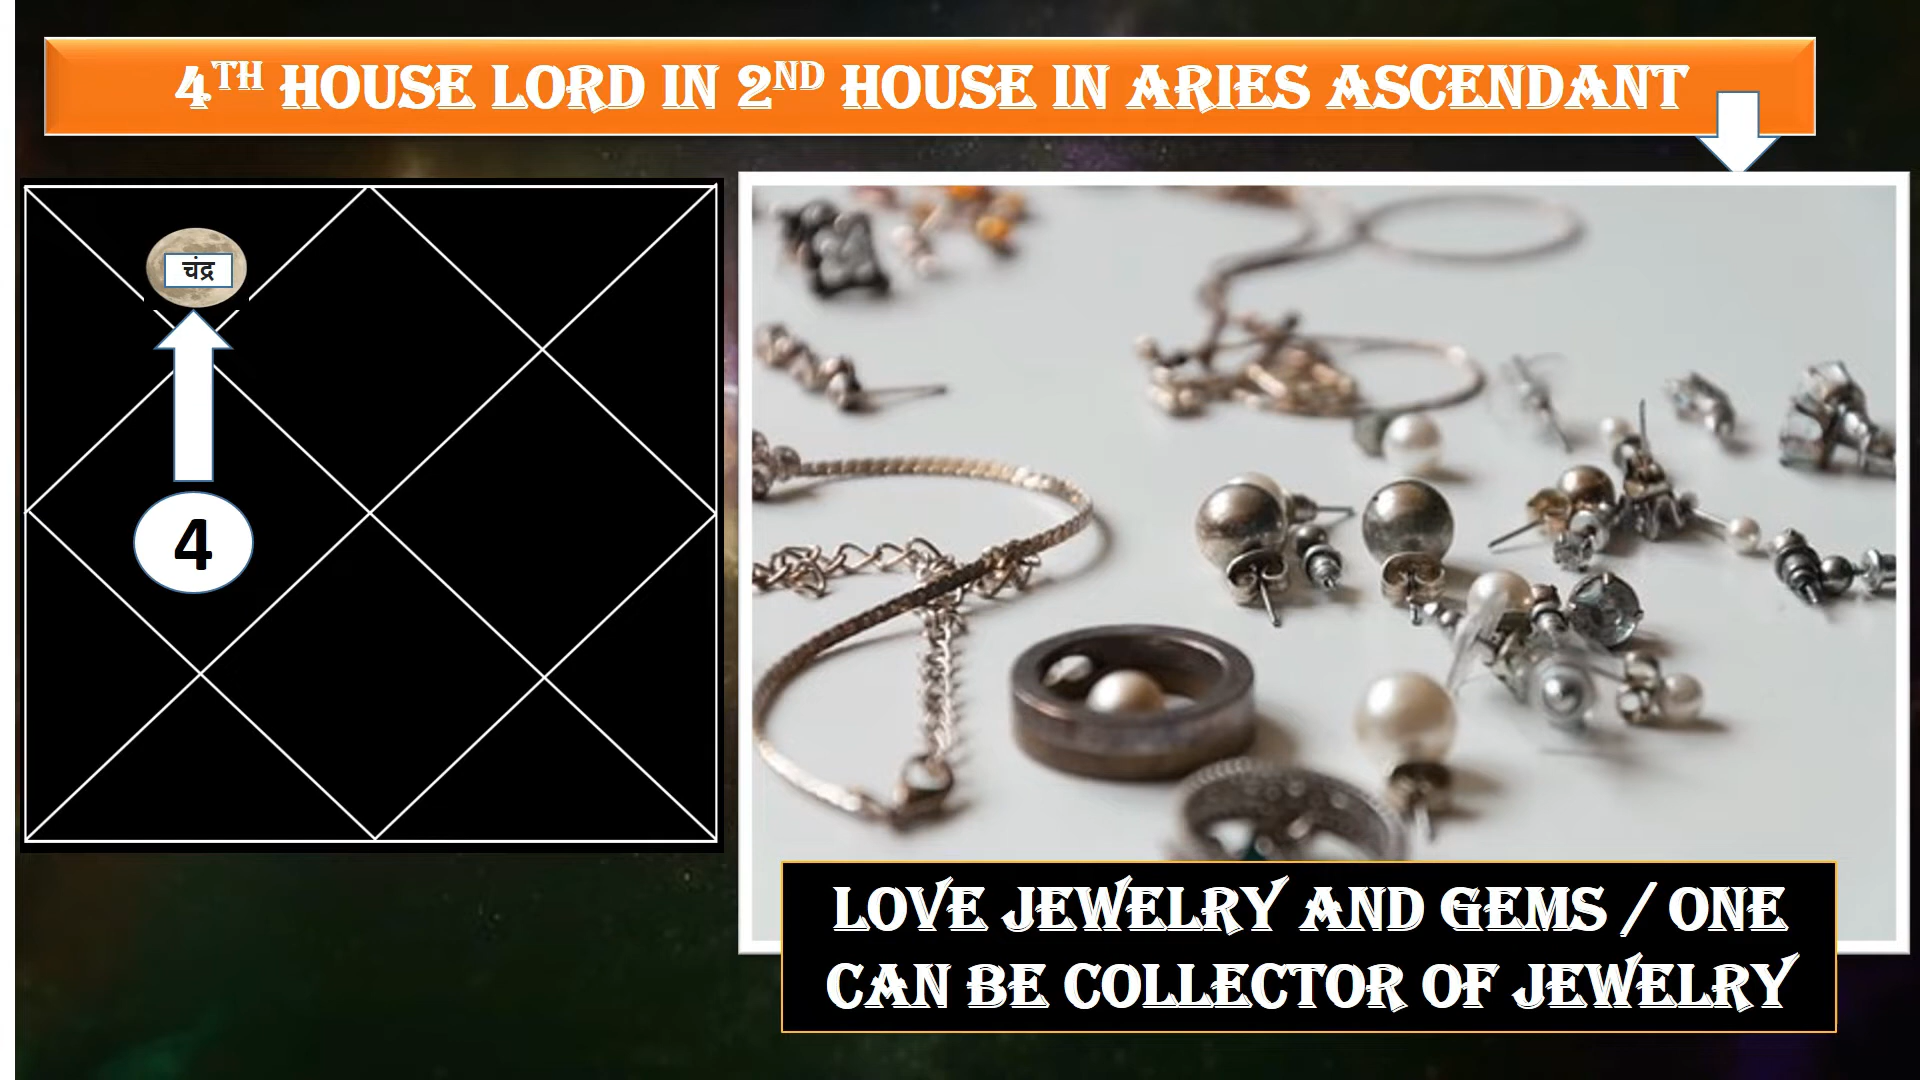 4TH HOUSE LORD IN 2ND HOUSE IN ARIES ASCENDANT
चंद्र
4
LOVE JEWELRY AND GEMS / ONE
CAN BE COLLECTOR OF JEWELRY